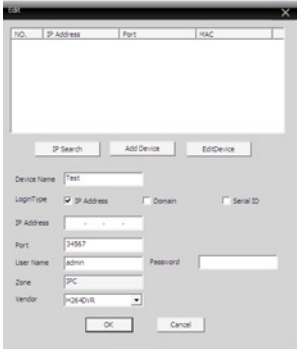 Edit
NO. IP Address Port MAC
IP Search Add Device EditDevice
Device Name Test
LoginType IP Address Domain Serial ID
IP Address . . .
Port 34567
User Name admin Password
Zone IPC
Vendor H264DVR
OK Cancel